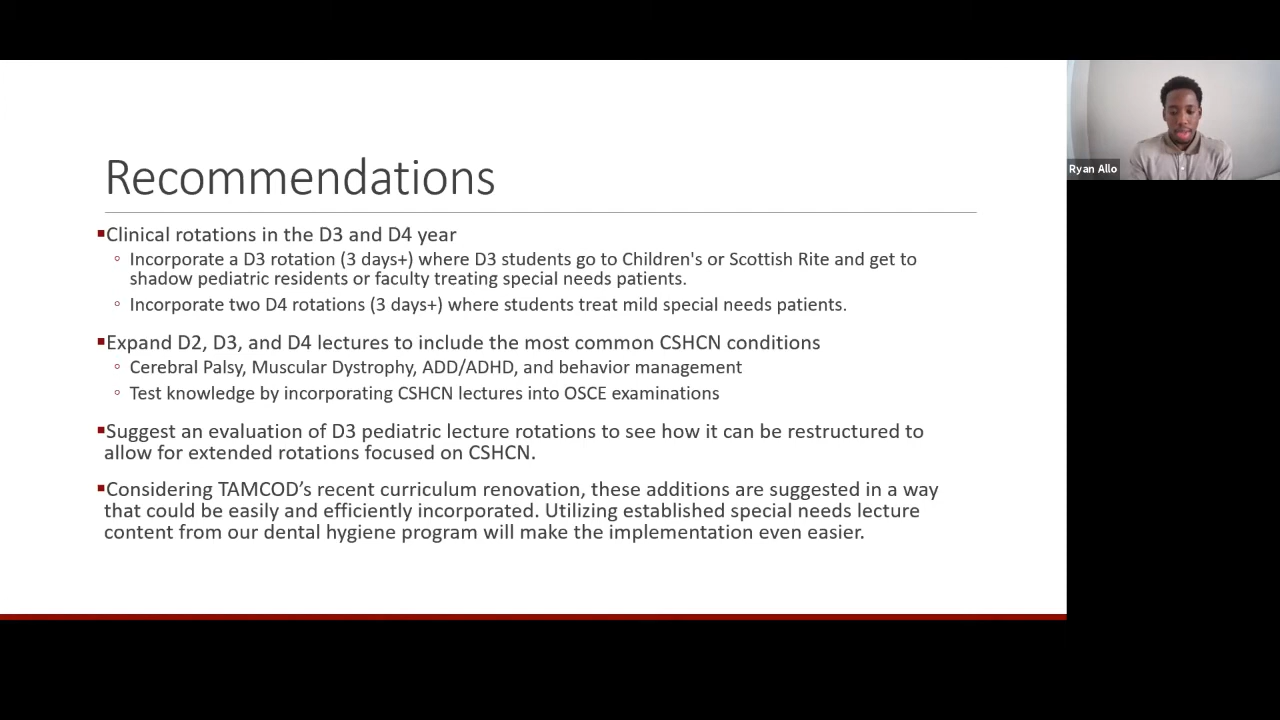 Recommendations
▪Clinical rotations in the D3 and D4 year
◦ Incorporate a D3 rotation (3 days+) where D3 students go to Children's or Scottish Rite and get to
shadow pediatric residents or faculty treating special needs patients.
◦ Incorporate two D4 rotations (3 days+) where students treat mild special needs patients.
▪Expand D2, D3, and D4 lectures to include the most common CSHCN conditions
◦ Cerebral Palsy, Muscular Dystrophy, ADD/ADHD, and behavior management
◦ Test knowledge by incorporating CSHCN lectures into OSCE examinations
▪Suggest an evaluation of D3 pediatric lecture rotations to see how it can be restructured to
allow for extended rotations focused on CSHCN.
▪Considering TAMCOD’s recent curriculum renovation, these additions are suggested in a way
that could be easily and efficiently incorporated. Utilizing established special needs lecture
content from our dental hygiene program will make the implementation even easier.
Ryan Allo